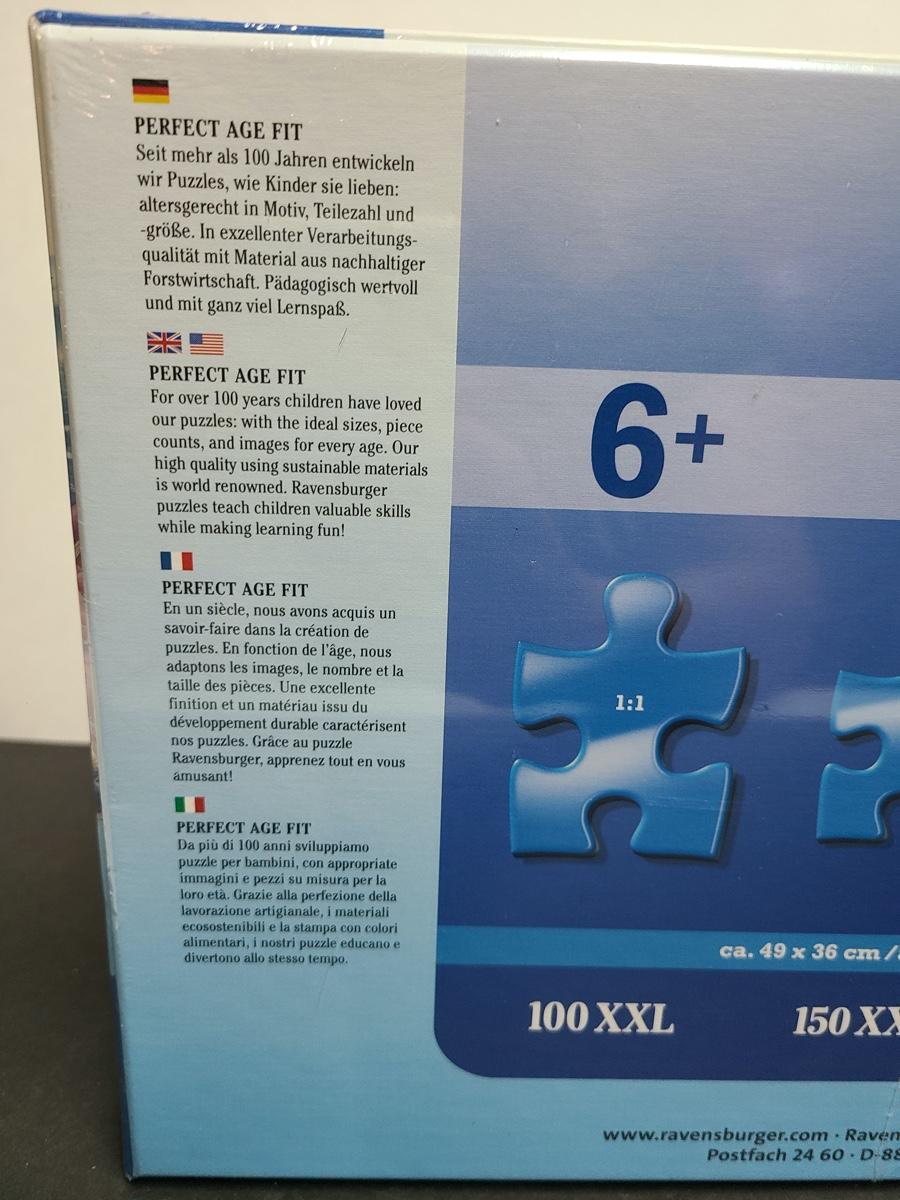 PERFECT AGE FIT
Seit mehr als 100 Jahren entwickeln
wir Puzzles, wie Kinder sie lieben:
altersgerecht in Motiv, Teilezahl und
-größe. In exzellenter Verarbeitungs-
qualität mit Material aus nachhaltiger
Forstwirtschaft. Pädagogisch wertvoll
und mit ganz viel Lernspaß.
PERFECT AGE FIT
For over 100 years children have loved
our puzzles: with the ideal sizes, piece
counts, and images for every age. Our
high quality using sustainable materials
is world renowned. Ravensburger
puzzles teach children valuable skills
while making learning fun!
PERFECT AGE FIT
En un siècle, nous avons acquis un
savoir-faire dans la création de
puzzles. En fonction de l'âge, nous
adaptons les images, le nombre et la
taille des pièces. Une excellente
finition et un matériau issu du
développement durable caractérisent
nos puzzles. Grâce au puzzle
Ravensburger, apprenez tout en vous
amusant!
PERFECT AGE FIT
Da più di 100 anni sviluppiamo
puzzle per bambini, con appropriate
immagini e pezzi su misura per la
loro età. Grazie alla perfezione della
lavorazione artigianale, i materiali
ecosostenibili e la stampa con colori
alimentari, i nostri puzzle educano e
divertono allo stesso tempo.
6+
1:1
ca. 49 x 36 cm /
100 XXL
150 XX
www.ravensburger.com · Raven
Postfach 24 60 · D-88